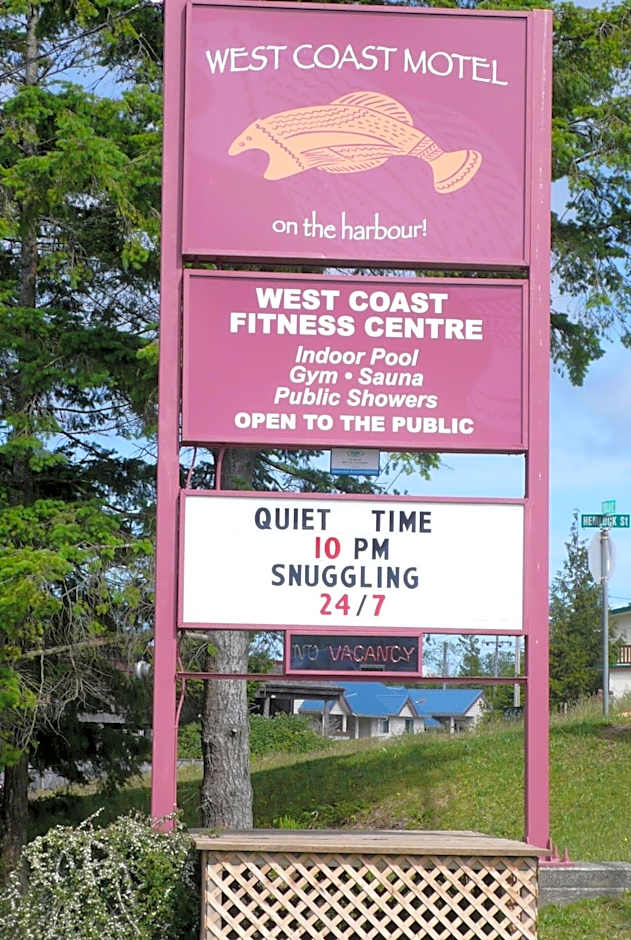 WEST COAST MOTEL
on the harbour!
WEST COAST
FITNESS CENTRE
Indoor Pool
Gym • Sauna
Public Showers
OPEN TO THE PUBLIC
QUIET TIME
10 PM
SNUGGLING
24/7
NO VACANCY
HEMLOCK St